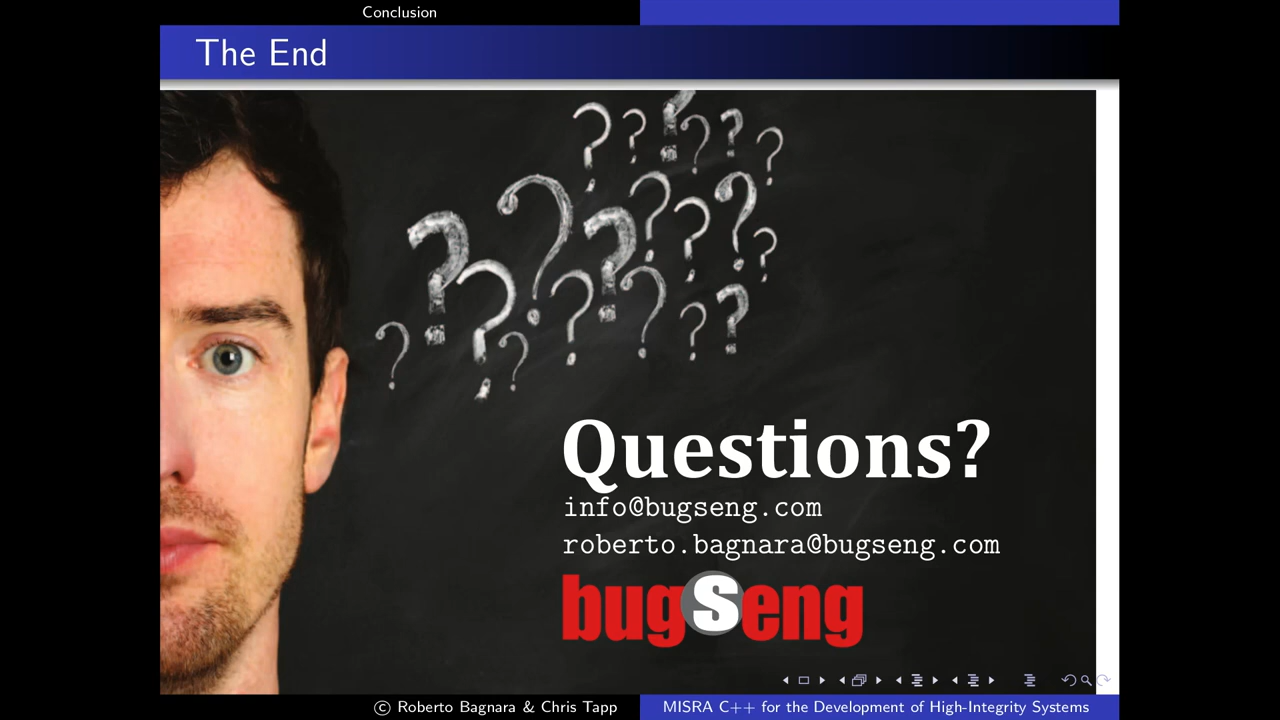 Conclusion
The End
Questions?
info@bugseng.com
roberto.bagnara@bugseng.com
bugSeng
© Roberto Bagnara & Chris Tapp
MISRA C++ for the Development of High-Integrity Systems